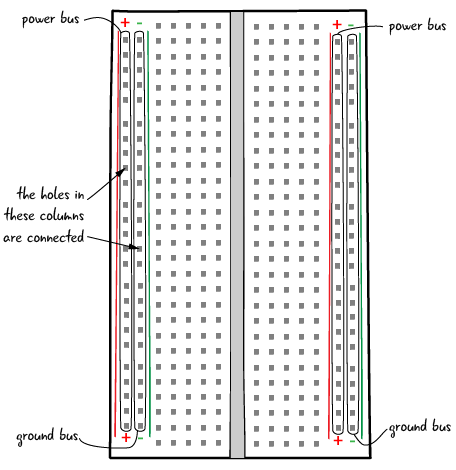 power bus
+ -
+ -
power bus
the holes in
these columns
are connected
ground bus
+ -
+ -
ground bus